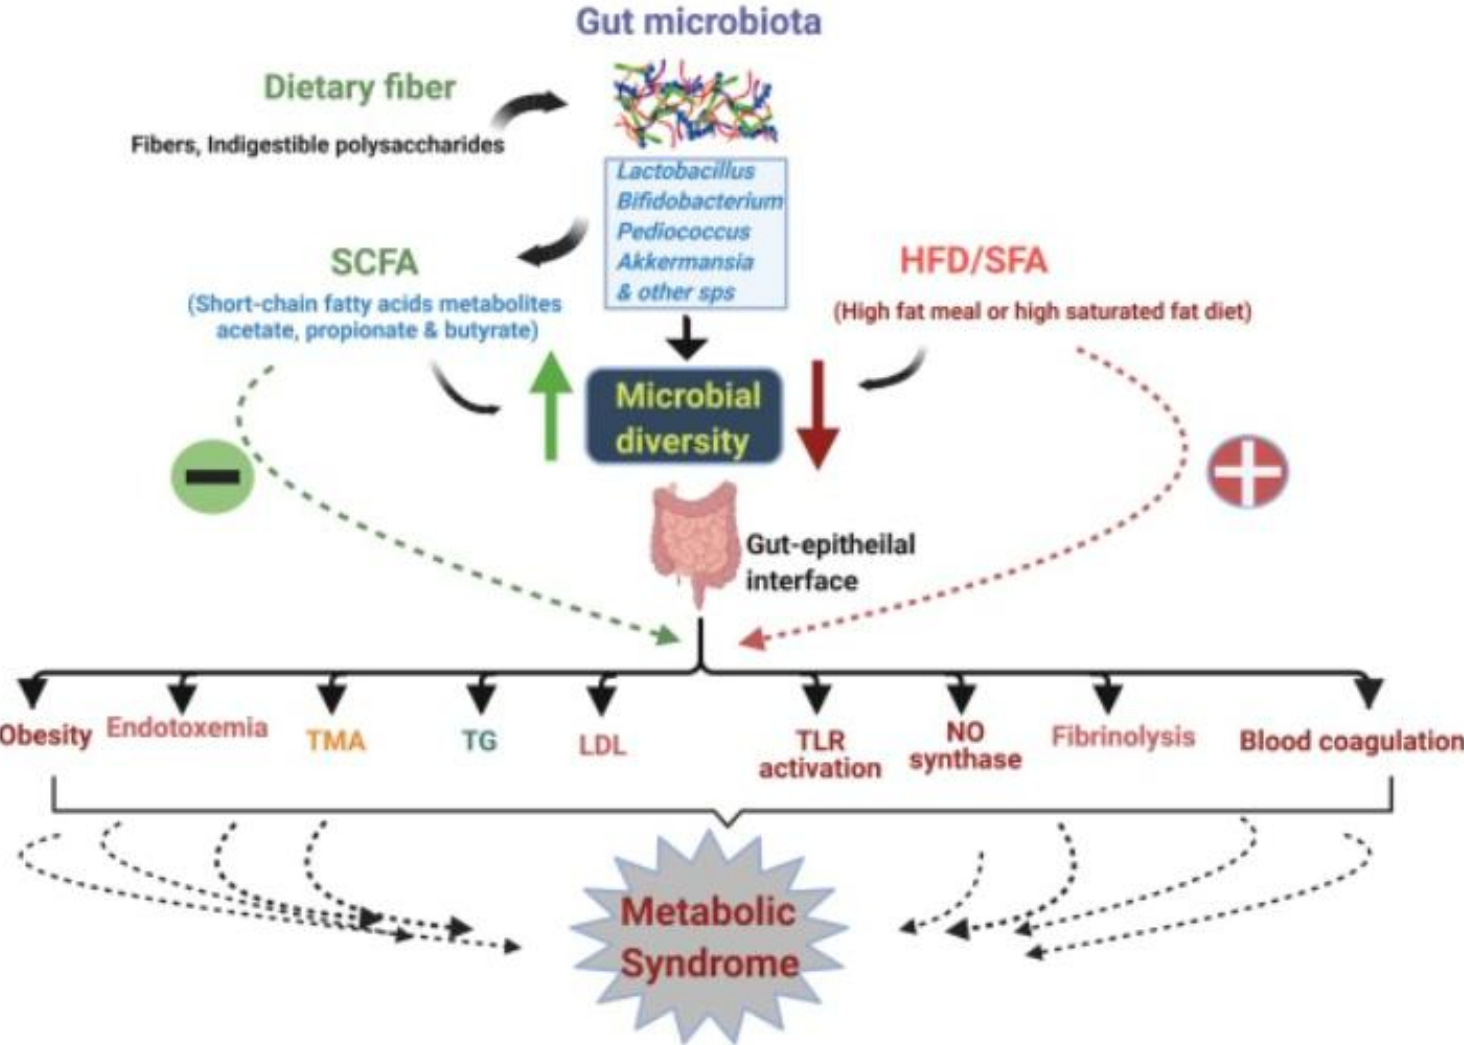 Gut microbiota
Dietary fiber
Fibers, Indigestible polysaccharides
Lactobacillus
Bifidobacterium
Pediococcus
Akkermansia
& other sps
SCFA
(Short-chain fatty acids metabolites
acetate, propionate & butyrate)
HFD/SFA
(High fat meal or high saturated fat diet)
Microbial
diversity
Gut-epitheilal
interface
Obesity
Endotoxemia
TMA
TG
LDL
TLR
activation
NO
synthase
Fibrinolysis
Blood coagulation
Metabolic
Syndrome